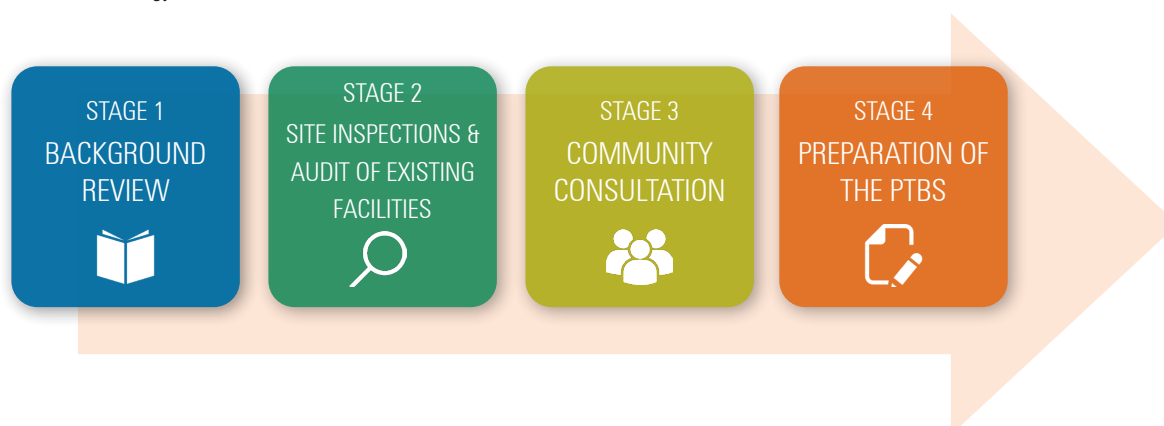 STAGE 1
BACKGROUND
REVIEW
STAGE 2
SITE INSPECTIONS &
AUDIT OF EXISTING
FACILITIES
STAGE 3
COMMUNITY
CONSULTATION
STAGE 4
PREPARATION OF
THE PTBS